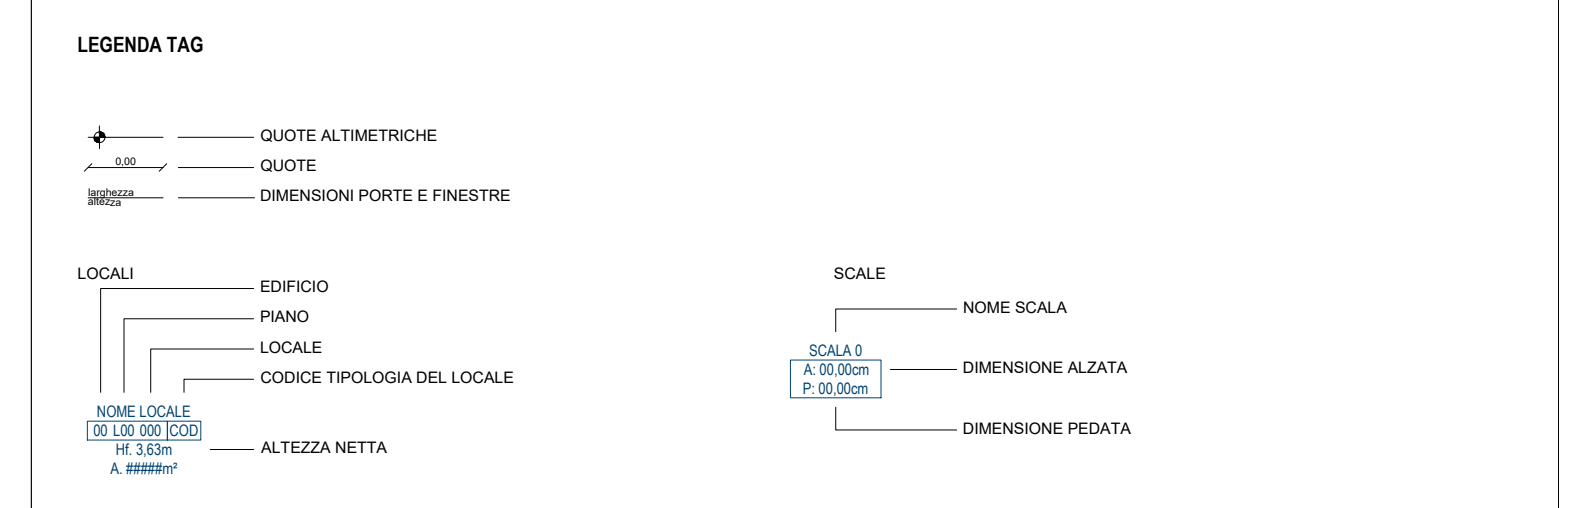 LEGENDA TAG
QUOTE ALTIMETRICHE
0,00
QUOTE
larghezza
altezza
DIMENSIONI PORTE E FINESTRE
LOCALI
EDIFICIO
PIANO
LOCALE
CODICE TIPOLOGIA DEL LOCALE
NOME LOCALE
00 L00 000 COD
Hf. 3,63m
ALTEZZA NETTA
A. #####m²
SCALE
NOME SCALA
SCALA 0
A: 00,00cm
DIMENSIONE ALZATA
P: 00,00cm
DIMENSIONE PEDATA